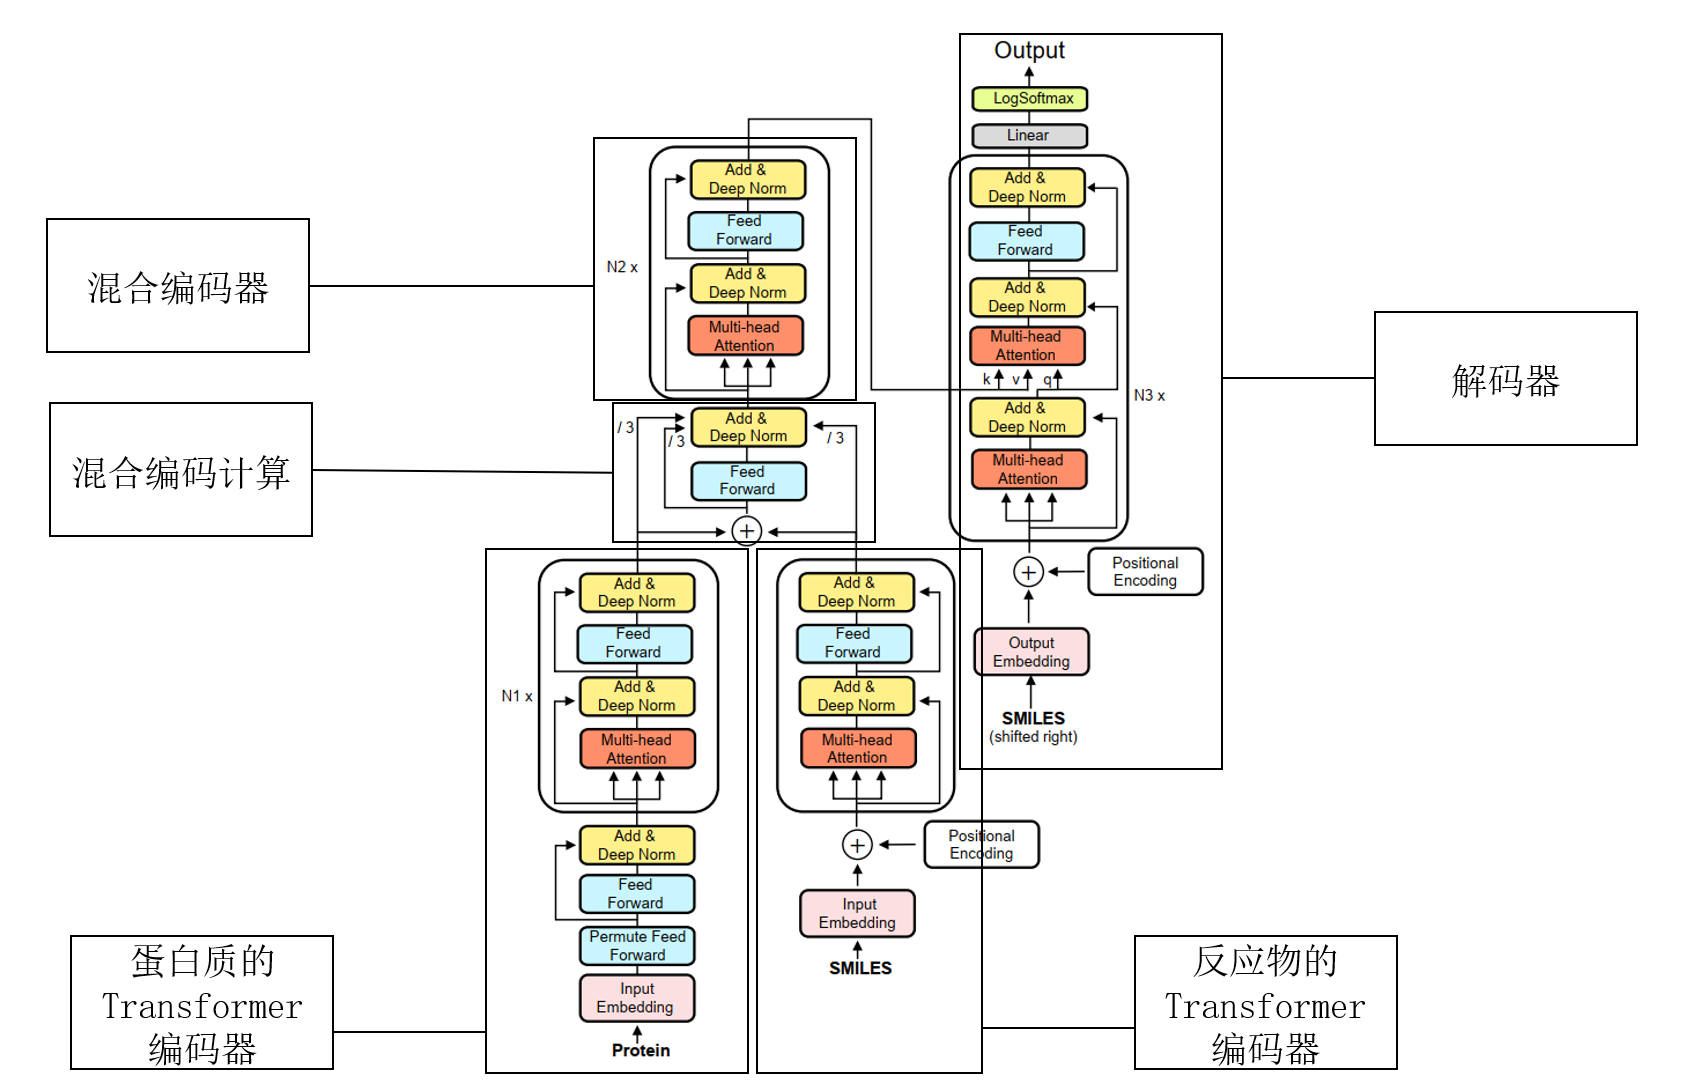 Output
LogSoftmax
Linear
Add &
Deep Norm
Feed
Forward
Add &
Deep Norm
Multi-head
Attention
k
v
q
Add &
Deep Norm
Multi-head
Attention
N3 x
Positional
Encoding
Output
Embedding
SMILES
(shifted right)
解码器
混合编码器
N2 x
Add &
Deep Norm
Feed
Forward
Add &
Deep Norm
Multi-head
Attention
混合编码计算
/ 3
/ 3
/ 3
Add &
Deep Norm
Feed
Forward
N1 x
Add &
Deep Norm
Feed
Forward
Add &
Deep Norm
Multi-head
Attention
Add &
Deep Norm
Feed
Forward
Permute Feed
Forward
Input
Embedding
Protein
蛋白质的
Transformer
编码器
Add &
Deep Norm
Feed
Forward
Add &
Deep Norm
Multi-head
Attention
Positional
Encoding
Input
Embedding
SMILES
反应物的
Transformer
编码器